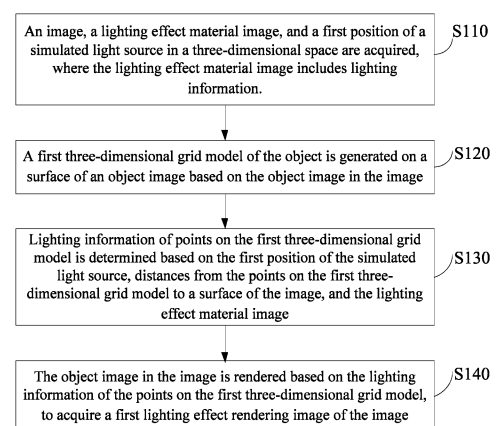 An image, a lighting effect material image, and a first position of a
simulated light source in a three-dimensional space are acquired,
where the lighting effect material image includes lighting
information.
S110
A first three-dimensional grid model of the object is generated on a
surface of an object image based on the object image in the image
S120
Lighting information of points on the first three-dimensional grid
model is determined based on the first position of the simulated
light source, distances from the points on the first three-
dimensional grid model to a surface of the image, and the lighting
effect material image
S130
The object image in the image is rendered based on the lighting
information of the points on the first three-dimensional grid model,
to acquire a first lighting effect rendering image of the image
S140